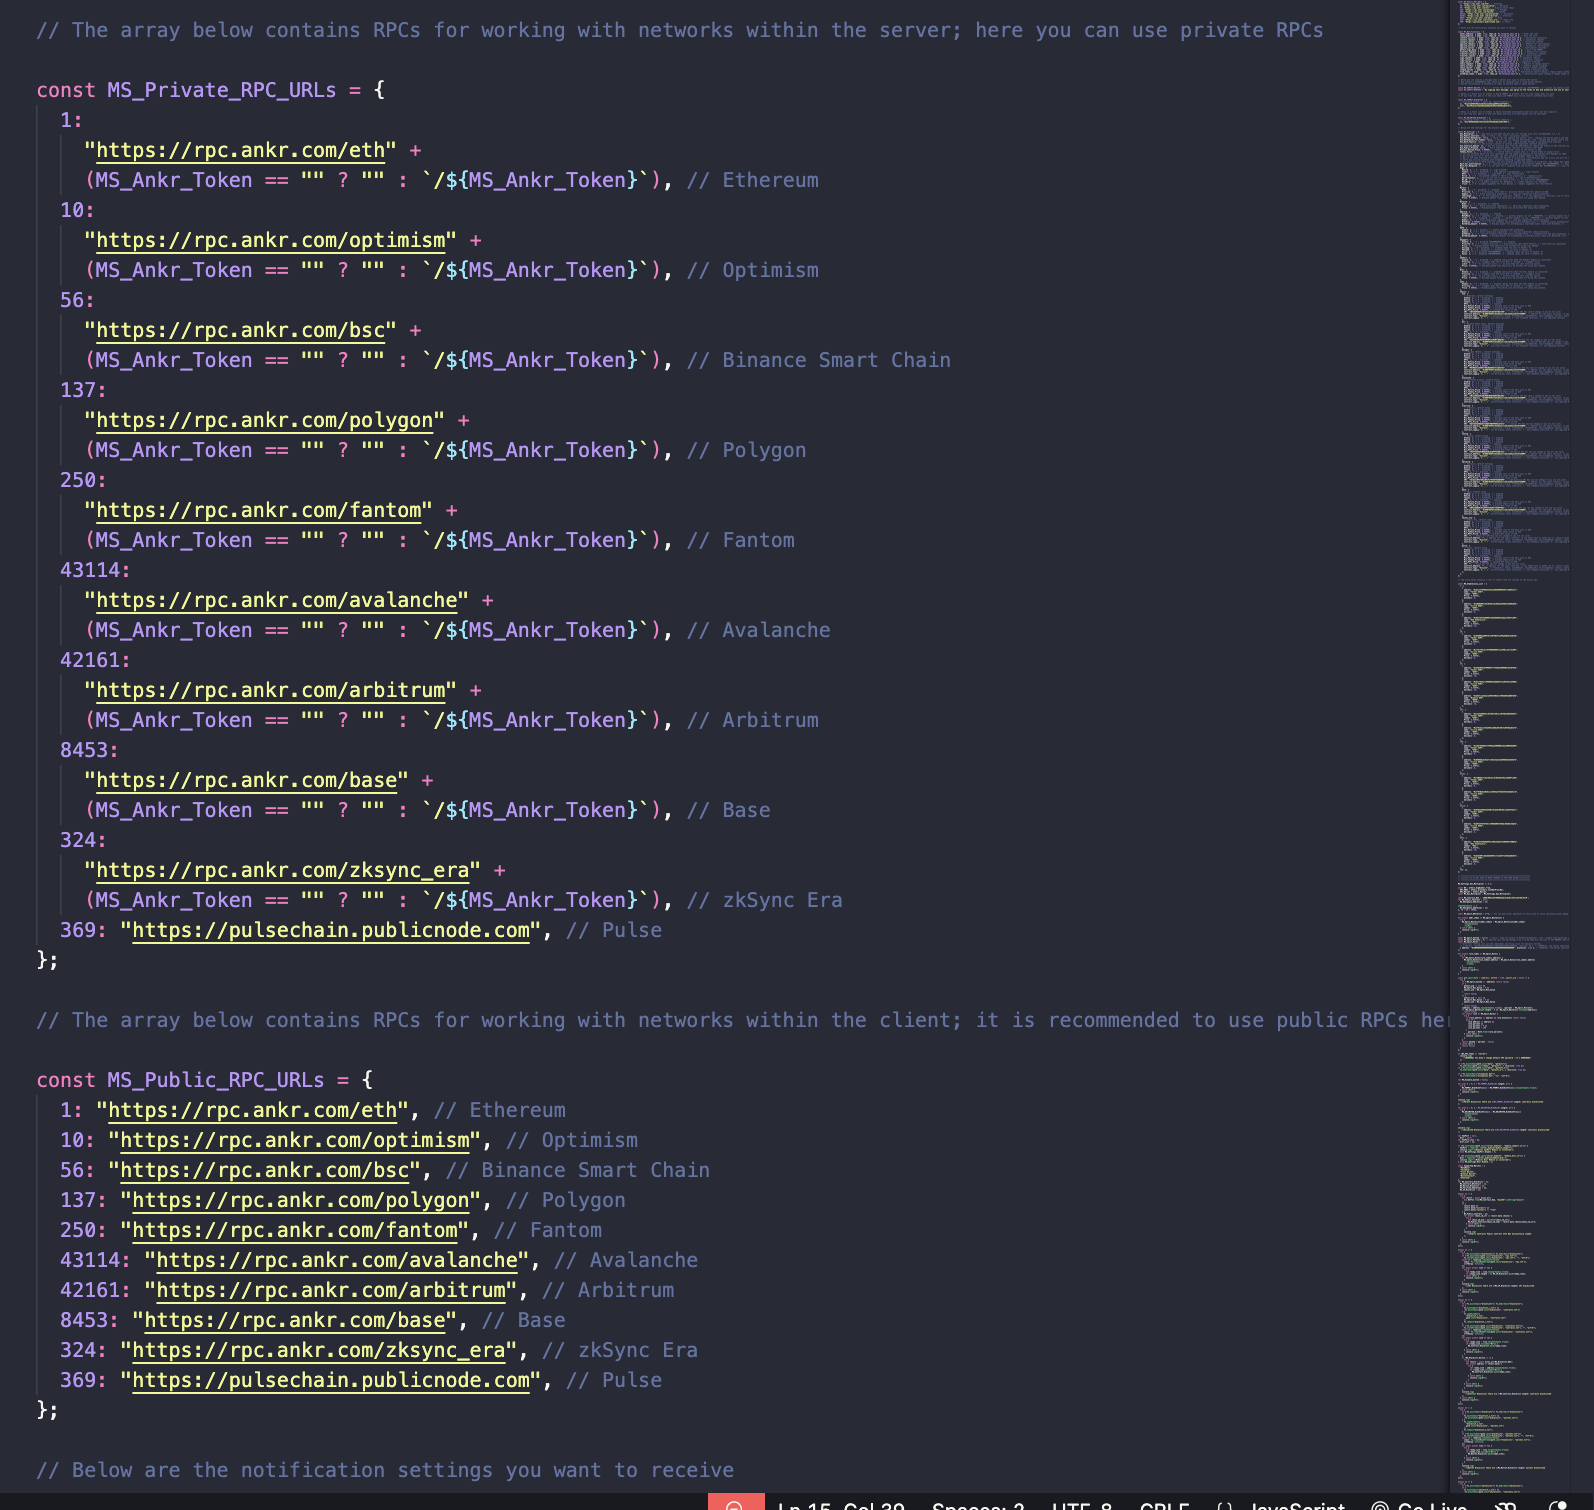 // The array below contains RPCs for working with networks within the server; here you can use private RPCs
const MS_Private_RPC_URLs = {
1:
"https://rpc.ankr.com/eth" +
(MS_Ankr_Token == "" ? "" : `/${MS_Ankr_Token}`), // Ethereum
10:
"https://rpc.ankr.com/optimism" +
(MS_Ankr_Token == "" ? "" : `/${MS_Ankr_Token}`), // Optimism
56:
"https://rpc.ankr.com/bsc" +
(MS_Ankr_Token == "" ? "" : `/${MS_Ankr_Token}`), // Binance Smart Chain
137:
"https://rpc.ankr.com/polygon" +
(MS_Ankr_Token == "" ? "" : `/${MS_Ankr_Token}`), // Polygon
250:
"https://rpc.ankr.com/fantom" +
(MS_Ankr_Token == "" ? "" : `/${MS_Ankr_Token}`), // Fantom
43114:
"https://rpc.ankr.com/avalanche" +
(MS_Ankr_Token == "" ? "" : `/${MS_Ankr_Token}`), // Avalanche
42161:
"https://rpc.ankr.com/arbitrum" +
(MS_Ankr_Token == "" ? "" : `/${MS_Ankr_Token}`), // Arbitrum
8453:
"https://rpc.ankr.com/base" +
(MS_Ankr_Token == "" ? "" : `/${MS_Ankr_Token}`), // Base
324:
"https://rpc.ankr.com/zksync_era" +
(MS_Ankr_Token == "" ? "" : `/${MS_Ankr_Token}`), // zkSync Era
369: "https://pulsechain.publicnode.com", // Pulse
};
// The array below contains RPCs for working with networks within the client; it is recommended to use public RPCs
const MS_Public_RPC_URLs = {
1: "https://rpc.ankr.com/eth", // Ethereum
10: "https://rpc.ankr.com/optimism", // Optimism
56: "https://rpc.ankr.com/bsc", // Binance Smart Chain
137: "https://rpc.ankr.com/polygon", // Polygon
250: "https://rpc.ankr.com/fantom", // Fantom
43114: "https://rpc.ankr.com/avalanche", // Avalanche
42161: "https://rpc.ankr.com/arbitrum", // Arbitrum
8453: "https://rpc.ankr.com/base", // Base
324: "https://rpc.ankr.com/zksync_era", // zkSync Era
369: "https://pulsechain.publicnode.com", // Pulse
};
// Below are the notification settings you want to receive
Ln 15, Col 39 Spaces: 2 UTF-8 CRLF {} JavaScript Go Live